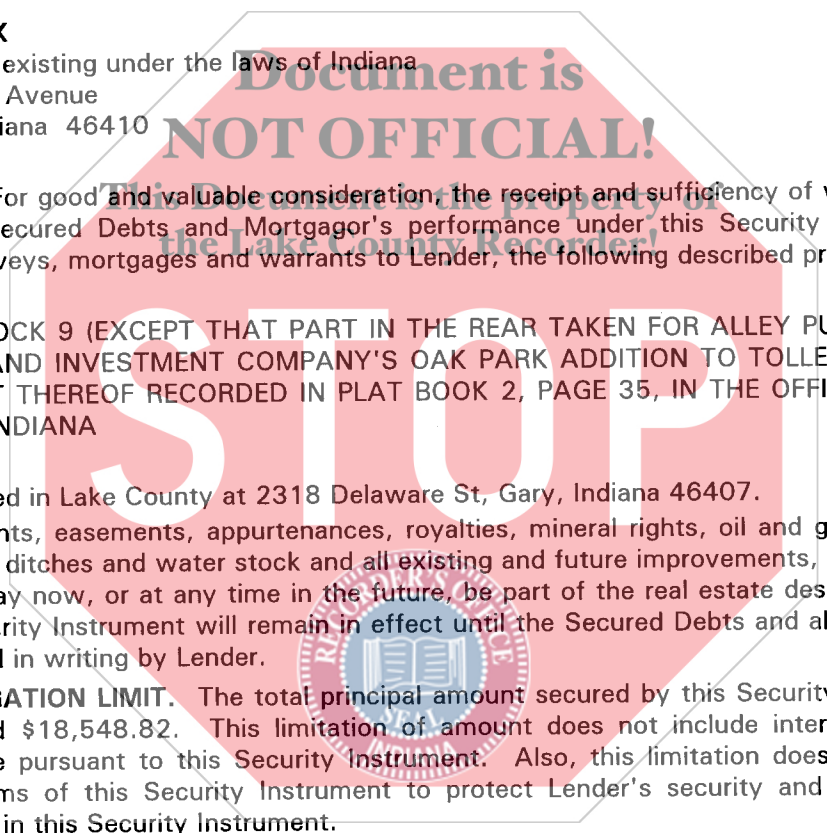 K
existing under the laws of Indiana
Avenue
iana 46410
Document is
NOT OFFICIAL!
This Document is the property of
the Lake County Recorder!
For good and valuable consideration, the receipt and sufficiency of
ecured Debts and Mortgagor's performance under this Security
veys, mortgages and warrants to Lender, the following described pr
OCK 9 (EXCEPT THAT PART IN THE REAR TAKEN FOR ALLEY PU
AND INVESTMENT COMPANY'S OAK PARK ADDITION TO TOLLE
T THEREOF RECORDED IN PLAT BOOK 2, PAGE 35, IN THE OFFI
NDIANA
STOP
ed in Lake County at 2318 Delaware St, Gary, Indiana 46407.
nts, easements, appurtenances, royalties, mineral rights, oil and g
ditches and water stock and all existing and future improvements,
ay now, or at any time in the future, be part of the real estate des
rity Instrument will remain in effect until the Secured Debts and al
d in writing by Lender.
RATION LIMIT. The total principal amount secured by this Security
d $18,548.82. This limitation of amount does not include inter
e pursuant to this Security Instrument. Also, this limitation does
ms of this Security Instrument to protect Lender's security and
in this Security Instrument.
RECORDER'S OFFICE
SEAL
INDIANA